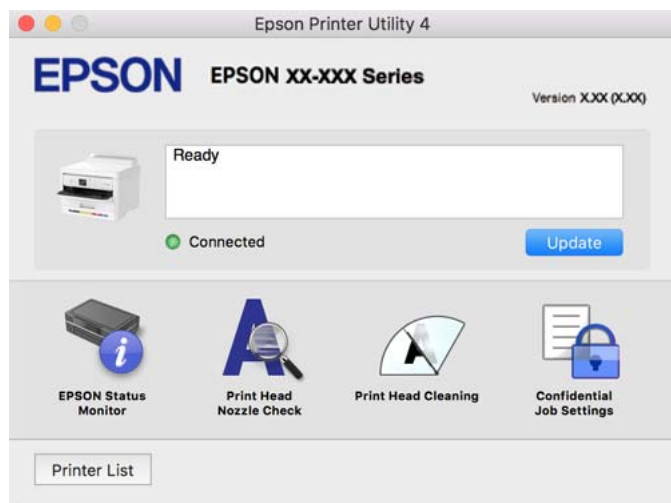 Epson Printer Utility 4
EPSON
EPSON XX-XXX Series
Version X.XX (X.XX)
Ready
Connected
Update
EPSON Status
Monitor
Print Head
Nozzle Check
Print Head Cleaning
Confidential
Job Settings
Printer List